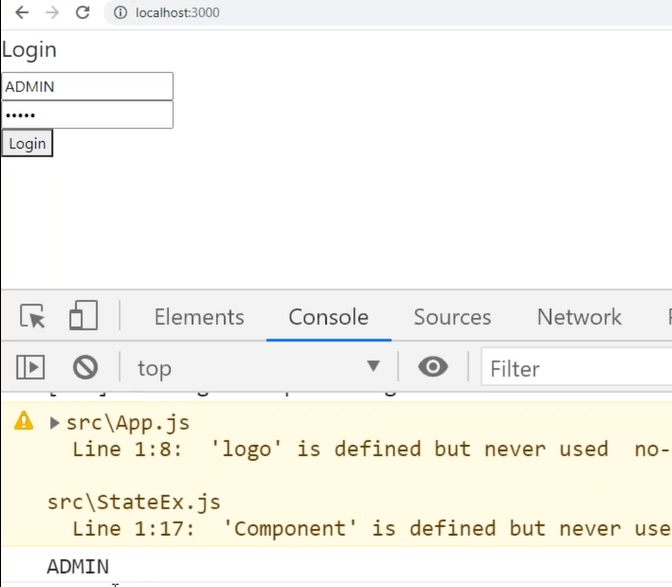 localhost:3000
Login
ADMIN
•••••
Login
Elements Console Sources Network
top Filter
src\App.js
Line 1:8: 'logo' is defined but never used no-
src\StateEx.js
Line 1:17: 'Component' is defined but never use
ADMIN